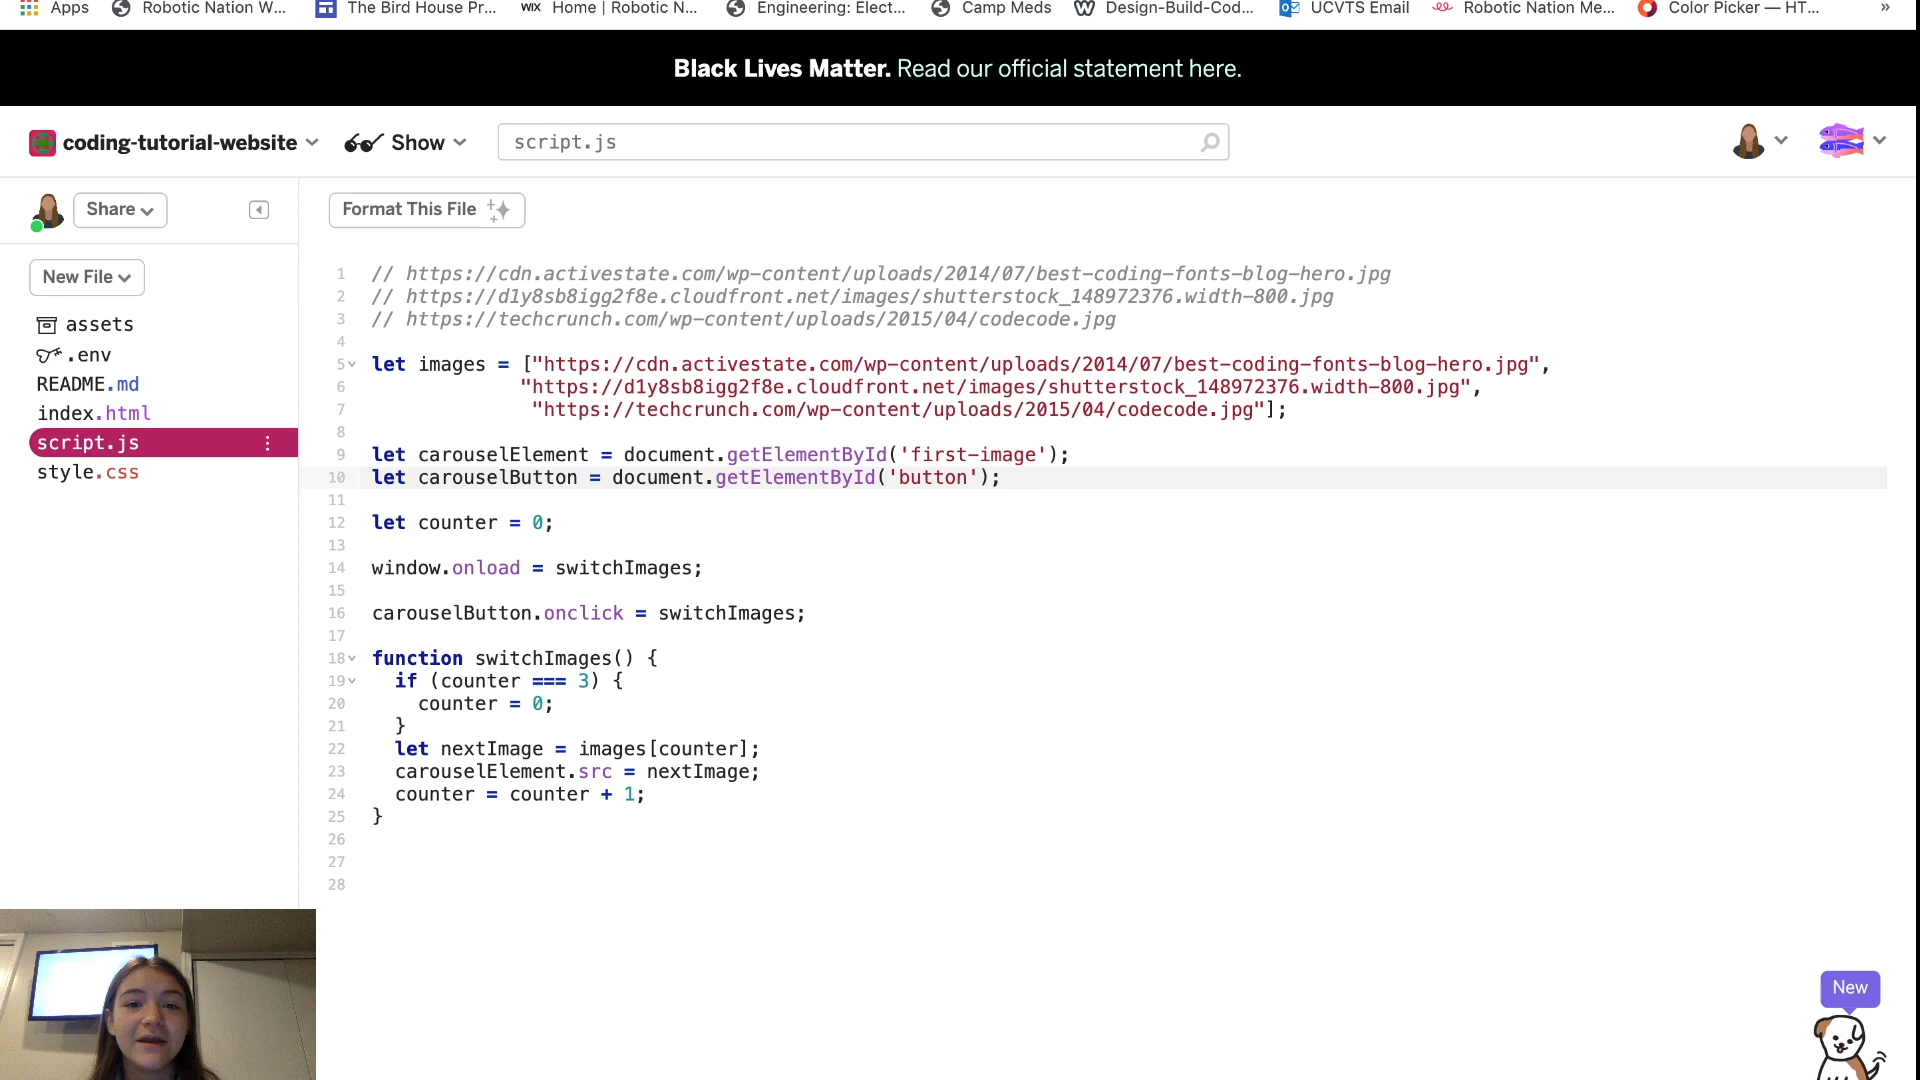 Apps Robotic Nation W... The Bird House Pr... WIX Home | Robotic N... Engineering: Elect... Camp Meds Design-Build-Cod... UCVTS Email Robotic Nation Me... Color Picker — HT... »
Black Lives Matter. Read our official statement here.
coding-tutorial-website Show script.js
Share Format This File
New File
assets
.env
README.md
index.html
script.js
style.css
1 // https://cdn.activestate.com/wp-content/uploads/2014/07/best-coding-fonts-blog-hero.jpg
2 // https://d1y8sb8igg2f8e.cloudfront.net/images/shutterstock_148972376.width-800.jpg
3 // https://techcrunch.com/wp-content/uploads/2015/04/codecode.jpg
4
5 let images = ["https://cdn.activestate.com/wp-content/uploads/2014/07/best-coding-fonts-blog-hero.jpg",
6 "https://d1y8sb8igg2f8e.cloudfront.net/images/shutterstock_148972376.width-800.jpg",
7 "https://techcrunch.com/wp-content/uploads/2015/04/codecode.jpg"];
8
9 let carouselElement = document.getElementById('first-image');
10 let carouselButton = document.getElementById('button');
11
12 let counter = 0;
13
14 window.onload = switchImages;
15
16 carouselButton.onclick = switchImages;
17
18 function switchImages() {
19 if (counter === 3) {
20 counter = 0;
21 }
22 let nextImage = images[counter];
23 carouselElement.src = nextImage;
24 counter = counter + 1;
25 }
26
27
28
New